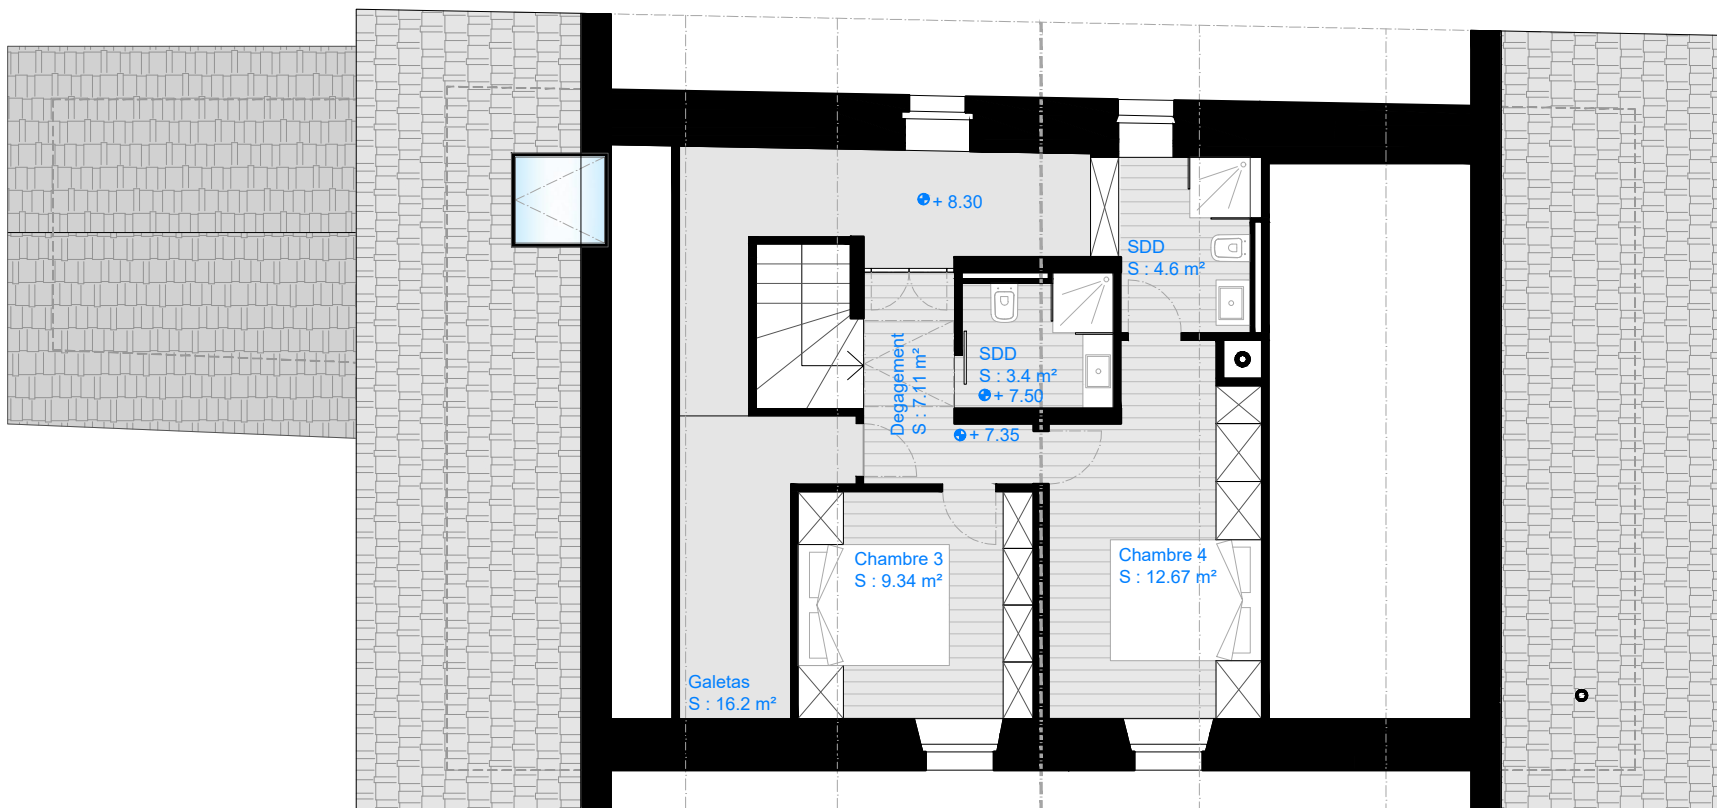 + 8.30
SDD
S : 4.6 m²
Degagement
S : 7.11 m²
SDD
S : 3.4 m²
+ 7.50
+ 7.35
Chambre 3
S : 9.34 m²
Chambre 4
S : 12.67 m²
Galetas
S : 16.2 m²